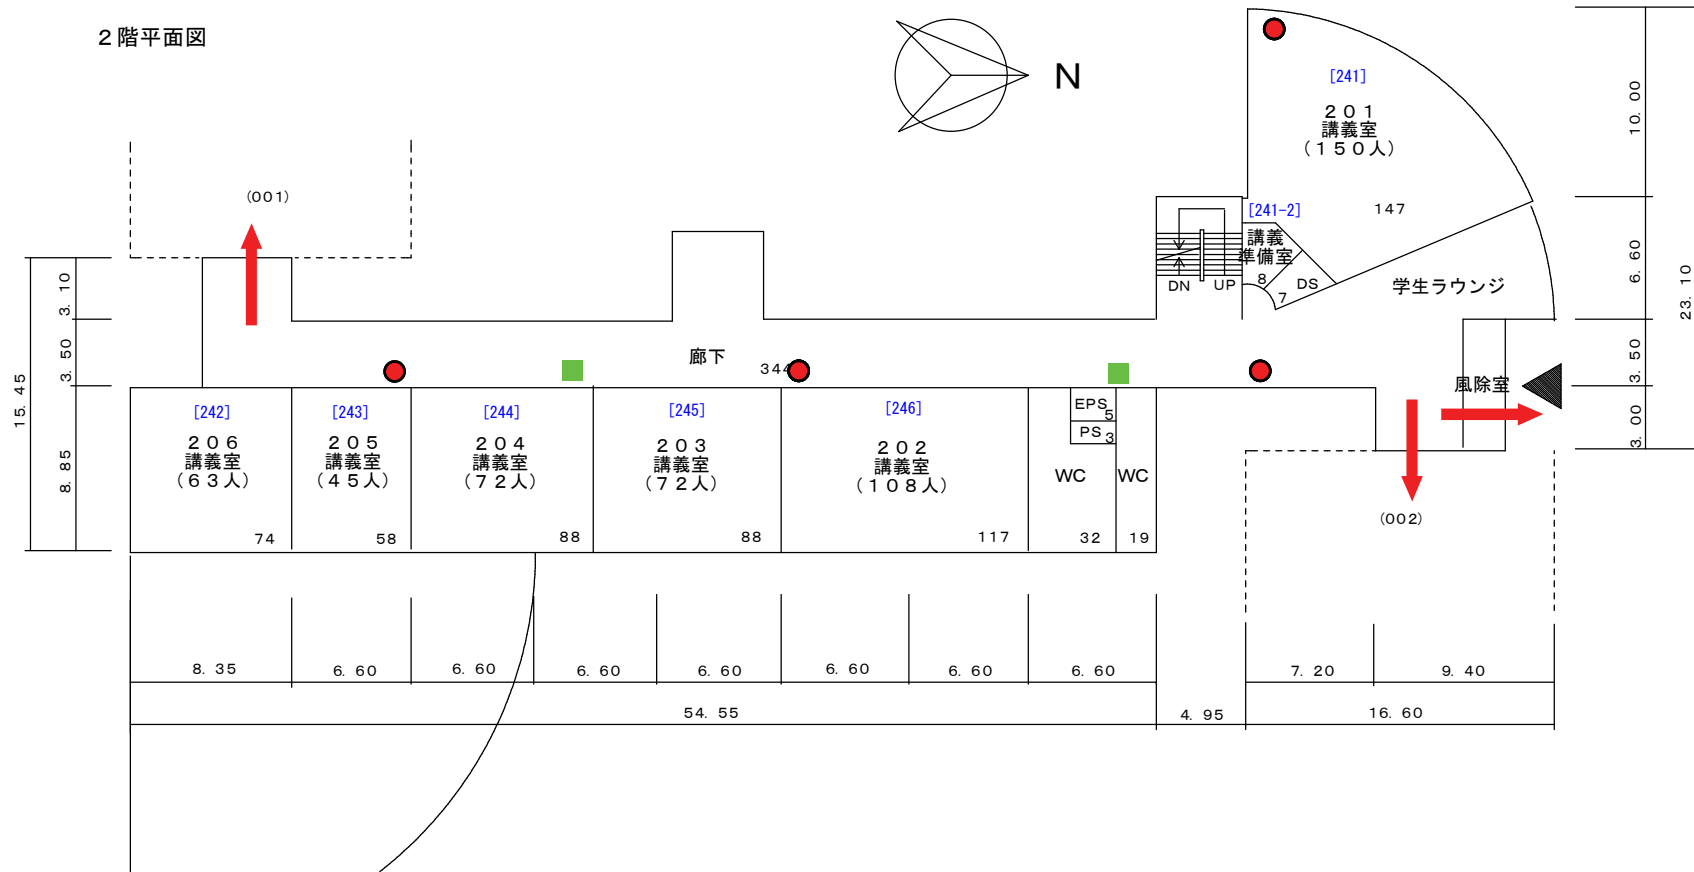 ２階平面図
N
[241]
２０１
講義室
（１５０人）
147
[241-2]
講義
準備室
8
7
DS
DN
UP
学生ラウンジ
風除室
(001)
廊下
344
[242]
２０６
講義室
（６３人）
74
[243]
２０５
講義室
（４５人）
58
[244]
２０４
講義室
（７２人）
88
[245]
２０３
講義室
（７２人）
88
[246]
２０２
講義室
（１０８人）
117
EPS
5
PS
3
WC
32
WC
19
(002)
15. 45
3. 10
3. 50
8. 85
10. 00
6. 60
3. 50
3. 00
23. 10
8. 35
6. 60
6. 60
6. 60
6. 60
6. 60
6. 60
6. 60
7. 20
9. 40
54. 55
4. 95
16. 60